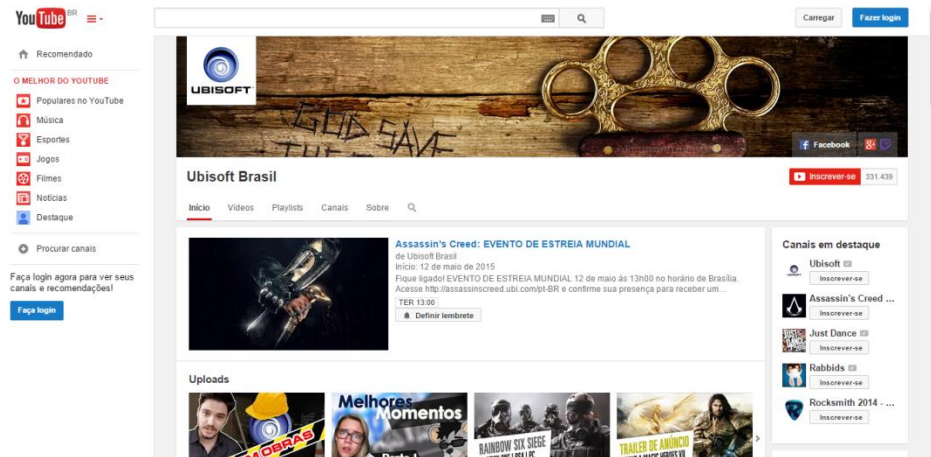 You Tube BR
Carregar
Fazer login
Recomendado
O MELHOR DO YOUTUBE
Populares no YouTube
Música
Esportes
Jogos
Filmes
Notícias
Destaque
Procurar canais
Faça login agora para ver seus
canais e recomendações!
Faça login
UBISOFT
GOD SAVE
THE
Facebook
Ubisoft Brasil
Inscrever-se 331.439
Início Vídeos Playlists Canais Sobre
Assassin's Creed: EVENTO DE ESTREIA MUNDIAL
de Ubisoft Brasil
Início: 12 de maio de 2015
Fique ligado! EVENTO DE ESTREIA MUNDIAL 12 de maio às 13h00 no horário de Brasília.
Acesse http://assassinscreed.ubi.com/pt-BR e confirme sua presença para receber um...
TER 13:00
Definir lembrete
Uploads
EM OBRAS
Melhores
Momentos
RAINBOW SIX SIEGE
TRAILER DE ANÚNCIO
Canais em destaque
Ubisoft
Inscrever-se
Assassin's Creed ...
Inscrever-se
Just Dance
Inscrever-se
Rabbids
Inscrever-se
Rocksmith 2014 - ...
Inscrever-se